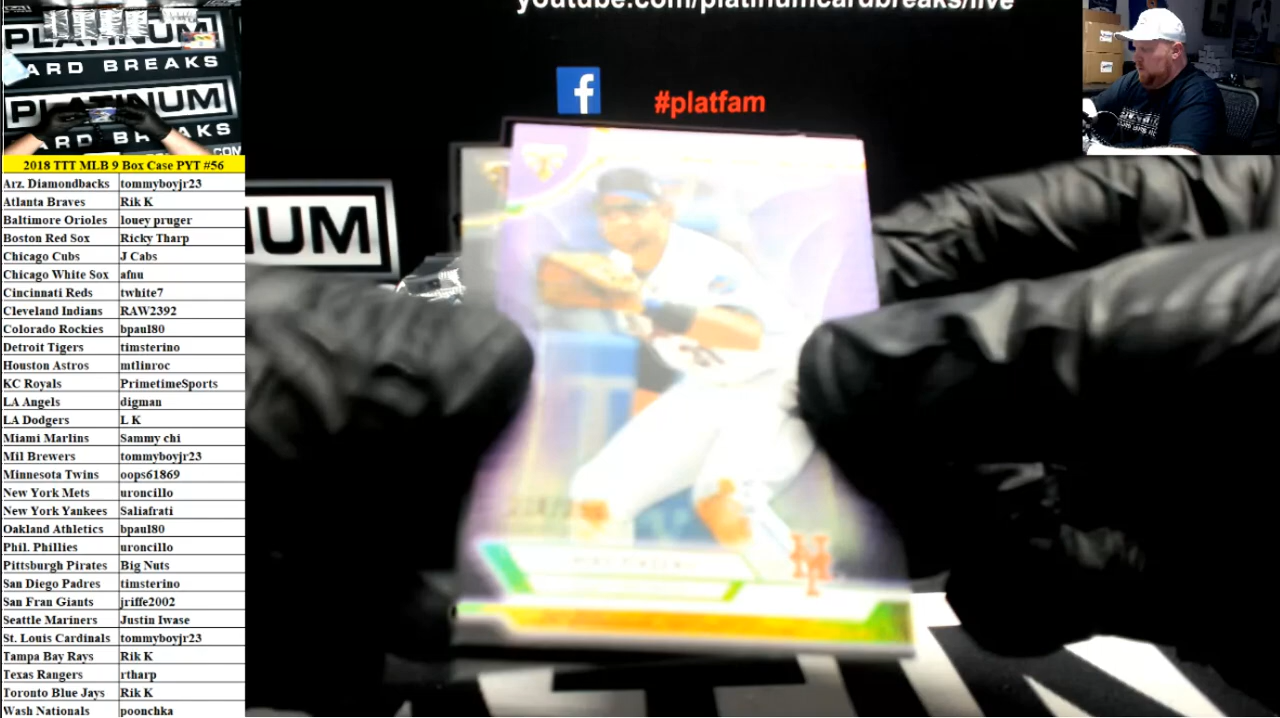 youtube.com/platinumcardbreaks/live
#platfam
PLATINUM
ARD BREAKS
PLATINUM
ARD BREAKS
.COM
NUM
2018 TTT MLB 9 Box Case PYT #56
Arz. Diamondbacks tommyboyjr23
Atlanta Braves Rik K
Baltimore Orioles louey pruger
Boston Red Sox Ricky Tharp
Chicago Cubs J Cabs
Chicago White Sox afnu
Cincinnati Reds twhite7
Cleveland Indians RAW2392
Colorado Rockies bpaul80
Detroit Tigers timsterino
Houston Astros mtlinroc
KC Royals PrimetimeSports
LA Angels digman
LA Dodgers L K
Miami Marlins Sammy chi
Mil Brewers tommyboyjr23
Minnesota Twins oops61869
New York Mets uroncillo
New York Yankees Saliafrati
Oakland Athletics bpaul80
Phil. Phillies uroncillo
Pittsburgh Pirates Big Nuts
San Diego Padres timsterino
San Fran Giants jriffe2002
Seattle Mariners Justin Iwase
St. Louis Cardinals tommyboyjr23
Tampa Bay Rays Rik K
Texas Rangers rtharp
Toronto Blue Jays Rik K
Wash Nationals poonchka